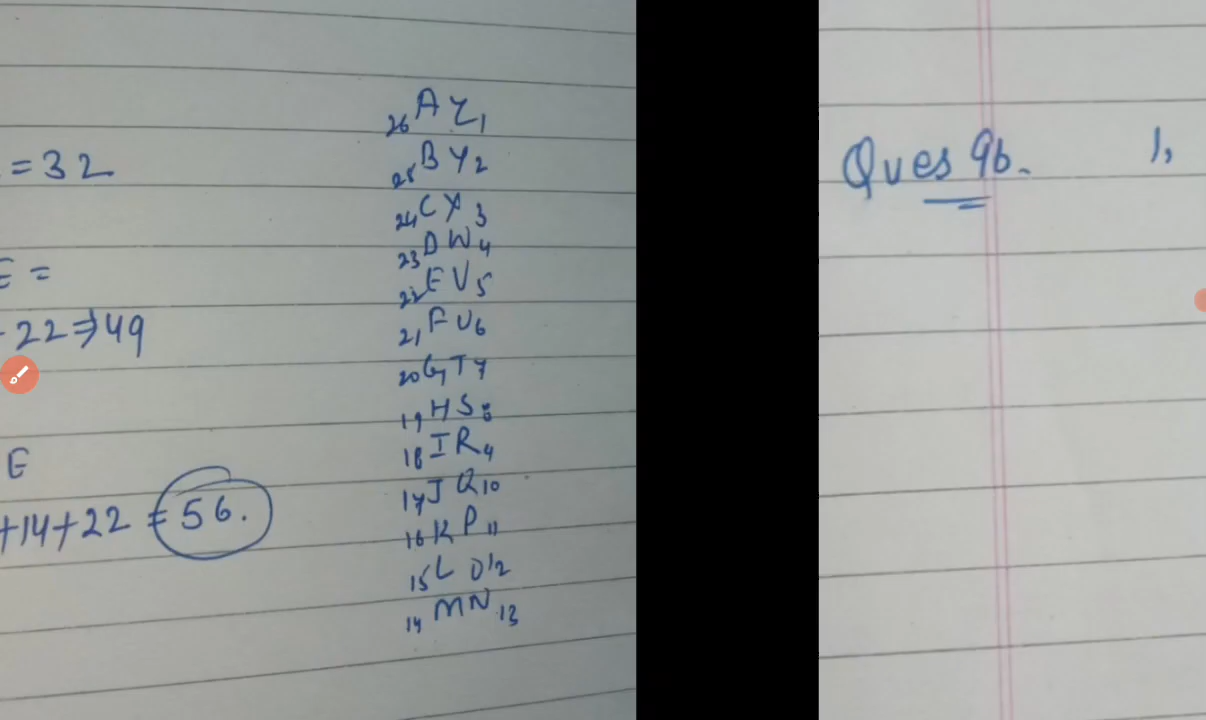 = 32
E =
- 22 ⇒ 49
E
+14+22 = 56.
26 A Z 1
25 B Y 2
24 C X 3
23 D W 4
22 E V 5
21 F U 6
20 G T 7
19 H S 8
18 I R 9
17 J Q 10
16 K P 11
15 L O 12
14 M N 13
Ques 96. 1,